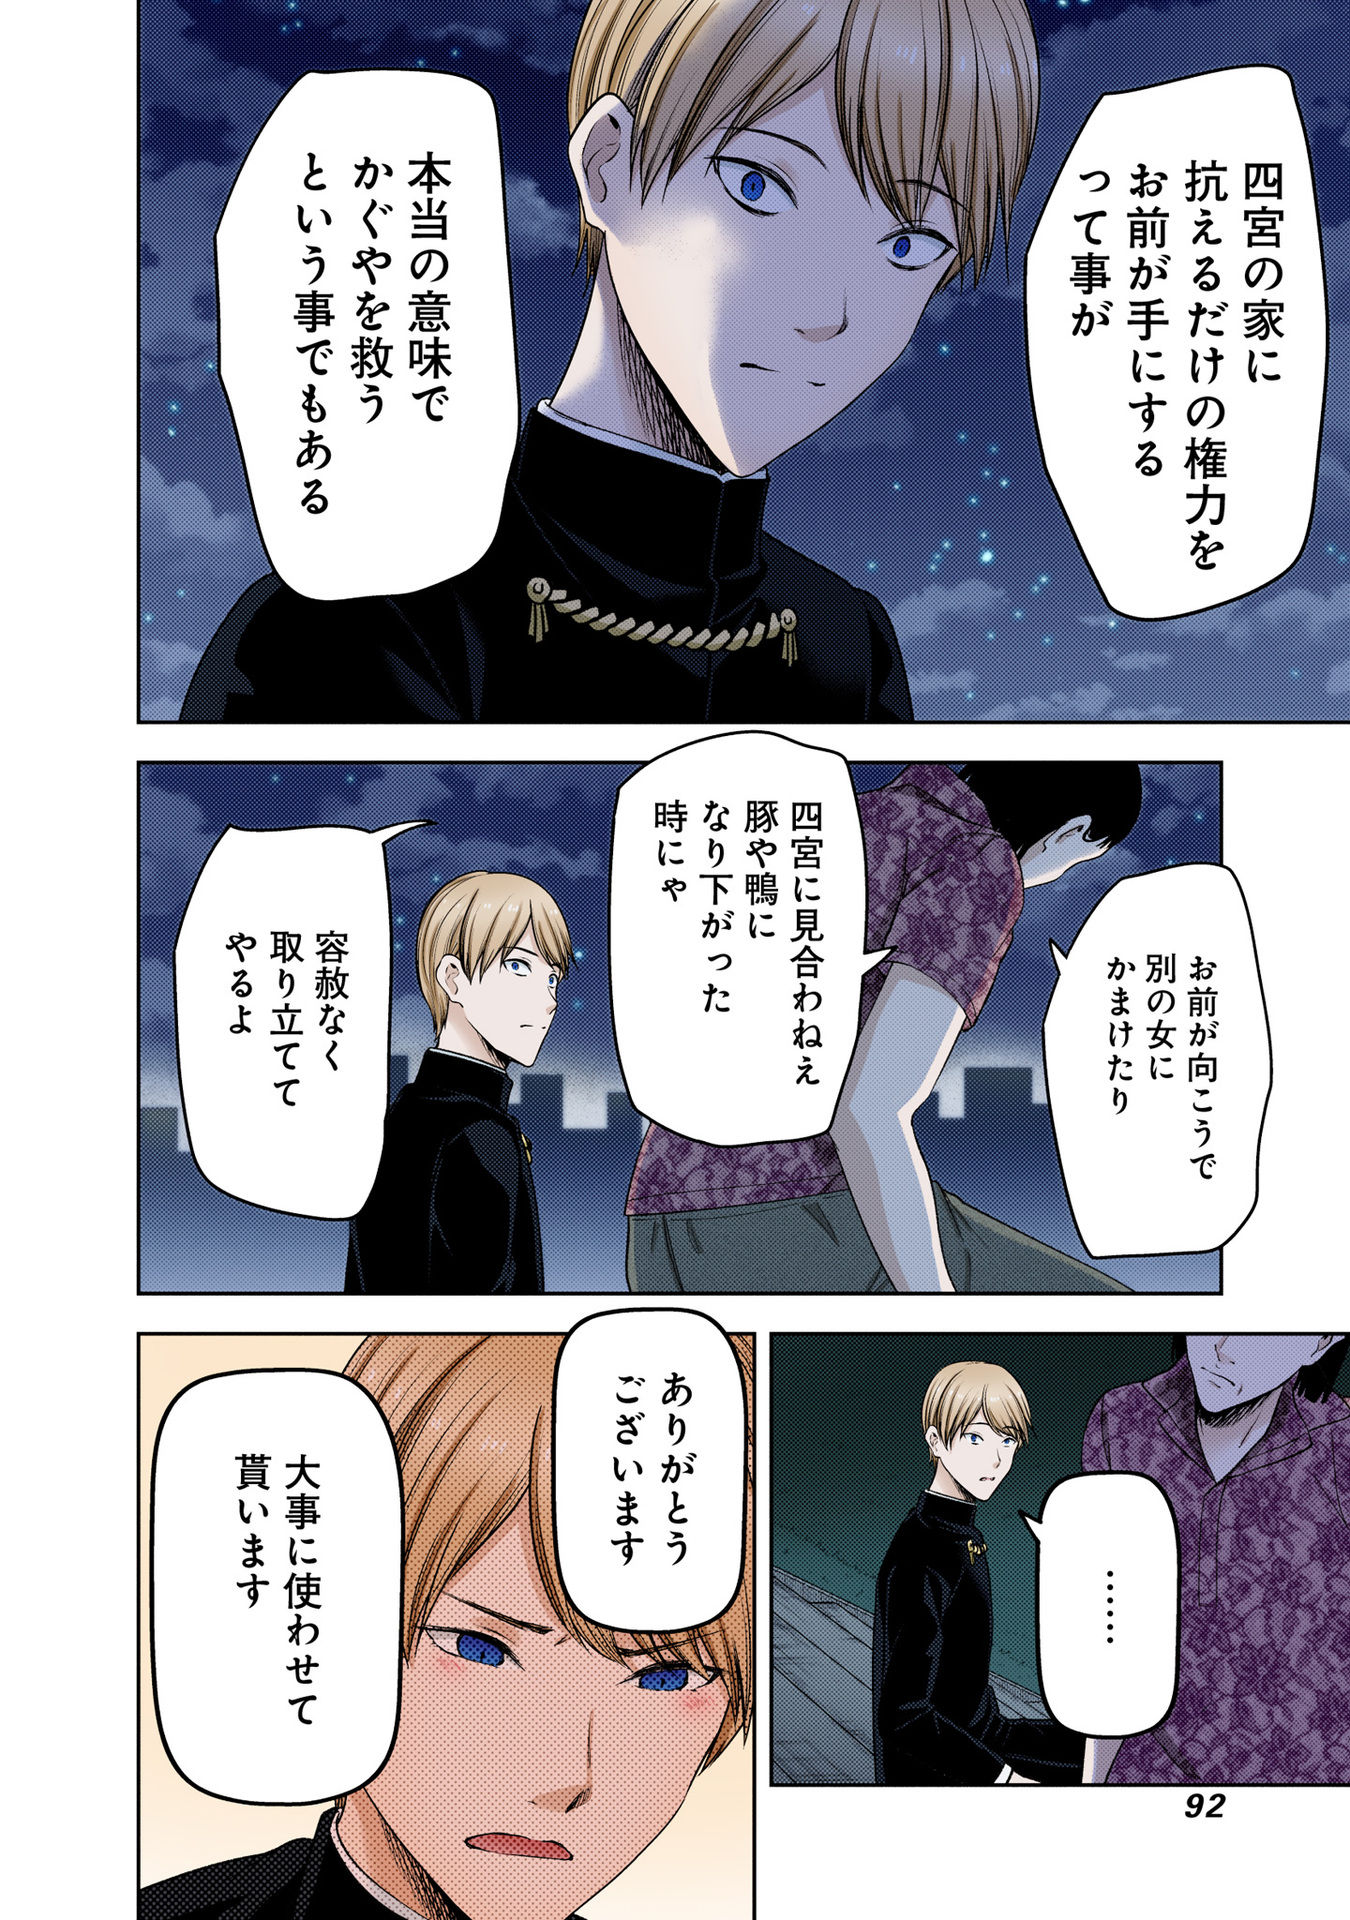 四宮の家に
抗えるだけの権力を
お前が手にする
って事が
本当の意味で
かぐやを救う
という事でもある
お前が向こうで
別の女に
かまけたり
四宮に見合わねぇ
豚や鴨に
なり下がった
時にゃ
容赦なく
取り立てて
やるよ
……
ありがとう
ございます
大事に使わせて
貰います
92